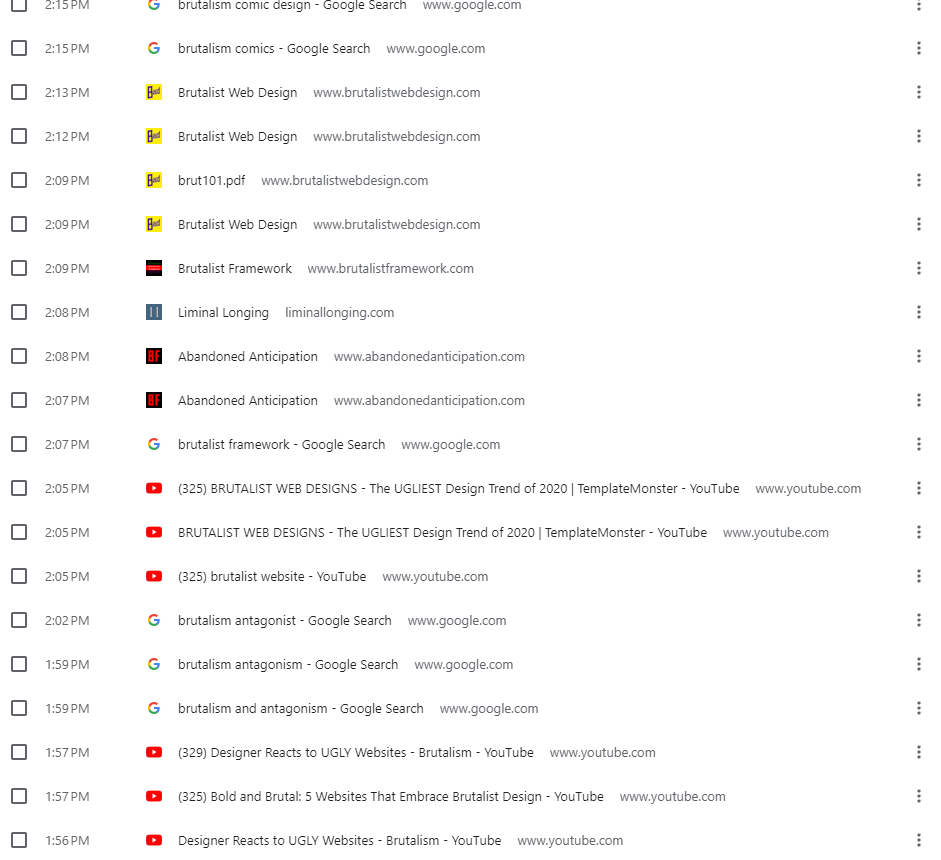 2:15 PM brutalism comic design - Google Search www.google.com
2:15 PM brutalism comics - Google Search www.google.com
2:13 PM Brutalist Web Design www.brutalistwebdesign.com
2:12 PM Brutalist Web Design www.brutalistwebdesign.com
2:09 PM brut101.pdf www.brutalistwebdesign.com
2:09 PM Brutalist Web Design www.brutalistwebdesign.com
2:09 PM Brutalist Framework www.brutalistframework.com
2:08 PM Liminal Longing liminallonging.com
2:08 PM BF Abandoned Anticipation www.abandonedanticipation.com
2:07 PM BF Abandoned Anticipation www.abandonedanticipation.com
2:07 PM brutalist framework - Google Search www.google.com
2:05 PM (325) BRUTALIST WEB DESIGNS - The UGLIEST Design Trend of 2020 | TemplateMonster - YouTube www.youtube.com
2:05 PM BRUTALIST WEB DESIGNS - The UGLIEST Design Trend of 2020 | TemplateMonster - YouTube www.youtube.com
2:05 PM (325) brutalist website - YouTube www.youtube.com
2:02 PM brutalism antagonist - Google Search www.google.com
1:59 PM brutalism antagonism - Google Search www.google.com
1:59 PM brutalism and antagonism - Google Search www.google.com
1:57 PM (329) Designer Reacts to UGLY Websites - Brutalism - YouTube www.youtube.com
1:57 PM (325) Bold and Brutal: 5 Websites That Embrace Brutalist Design - YouTube www.youtube.com
1:56 PM Designer Reacts to UGLY Websites - Brutalism - YouTube www.youtube.com